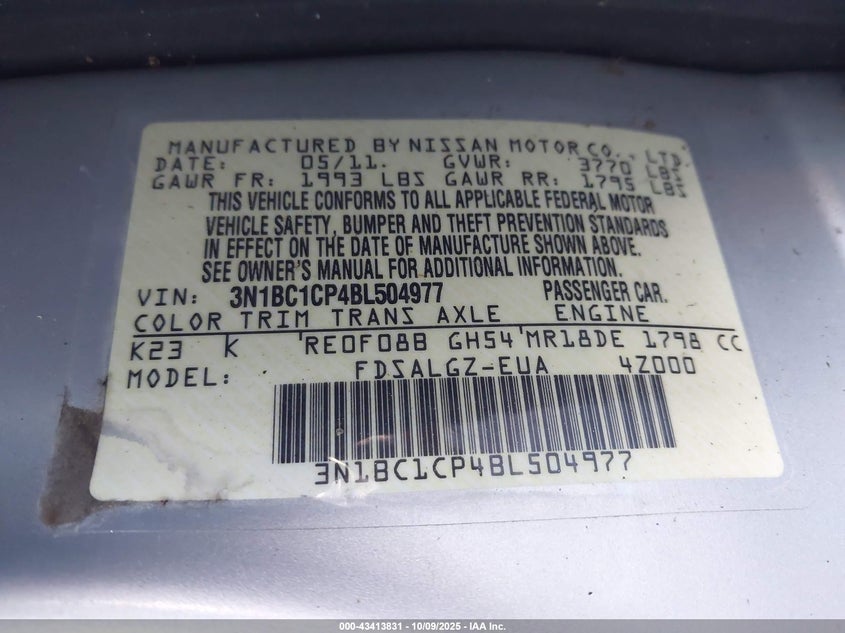 MANUFACTURED BY NISSAN MOTOR CO., LTD.
DATE: 05/11. GVWR: 3770 LBS
GAWR FR: 1993 LBS GAWR RR: 1795 LBS
THIS VEHICLE CONFORMS TO ALL APPLICABLE FEDERAL MOTOR
VEHICLE SAFETY, BUMPER AND THEFT PREVENTION STANDARDS
IN EFFECT ON THE DATE OF MANUFACTURE SHOWN ABOVE.
SEE OWNER'S MANUAL FOR ADDITIONAL INFORMATION.
VIN: 3N1BC1CP4BL504977 PASSENGER CAR.
COLOR TRIM TRANS AXLE ENGINE
K23 K RE0F08B GH54 MR18DE 1798 CC
MODEL: FDSALGZ-EUA 4Z000
3N1BC1CP4BL504977
000-43413831 - 10/09/2025 - IAA Inc.